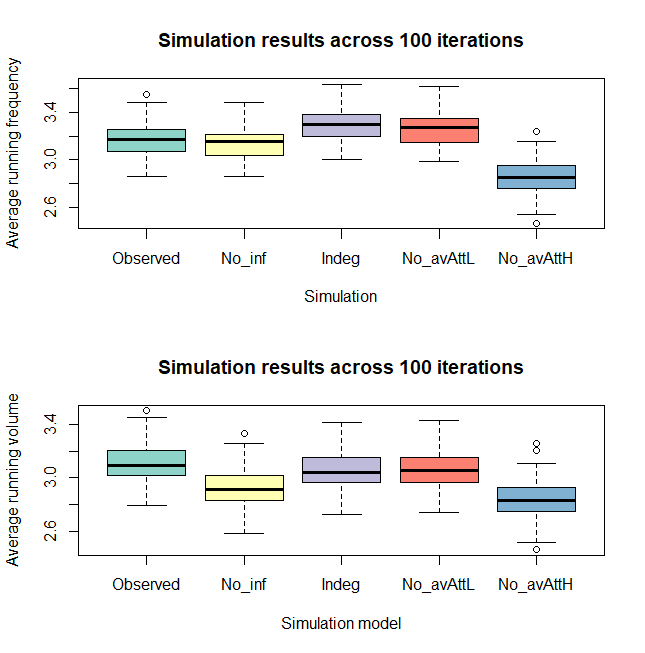 Simulation results across 100 iterations
Average running frequency
3.4
3.0
2.6
Observed No_inf Indeg No_avAttL No_avAttH
Simulation
Simulation results across 100 iterations
Average running volume
3.4
3.0
2.6
Observed No_inf Indeg No_avAttL No_avAttH
Simulation model